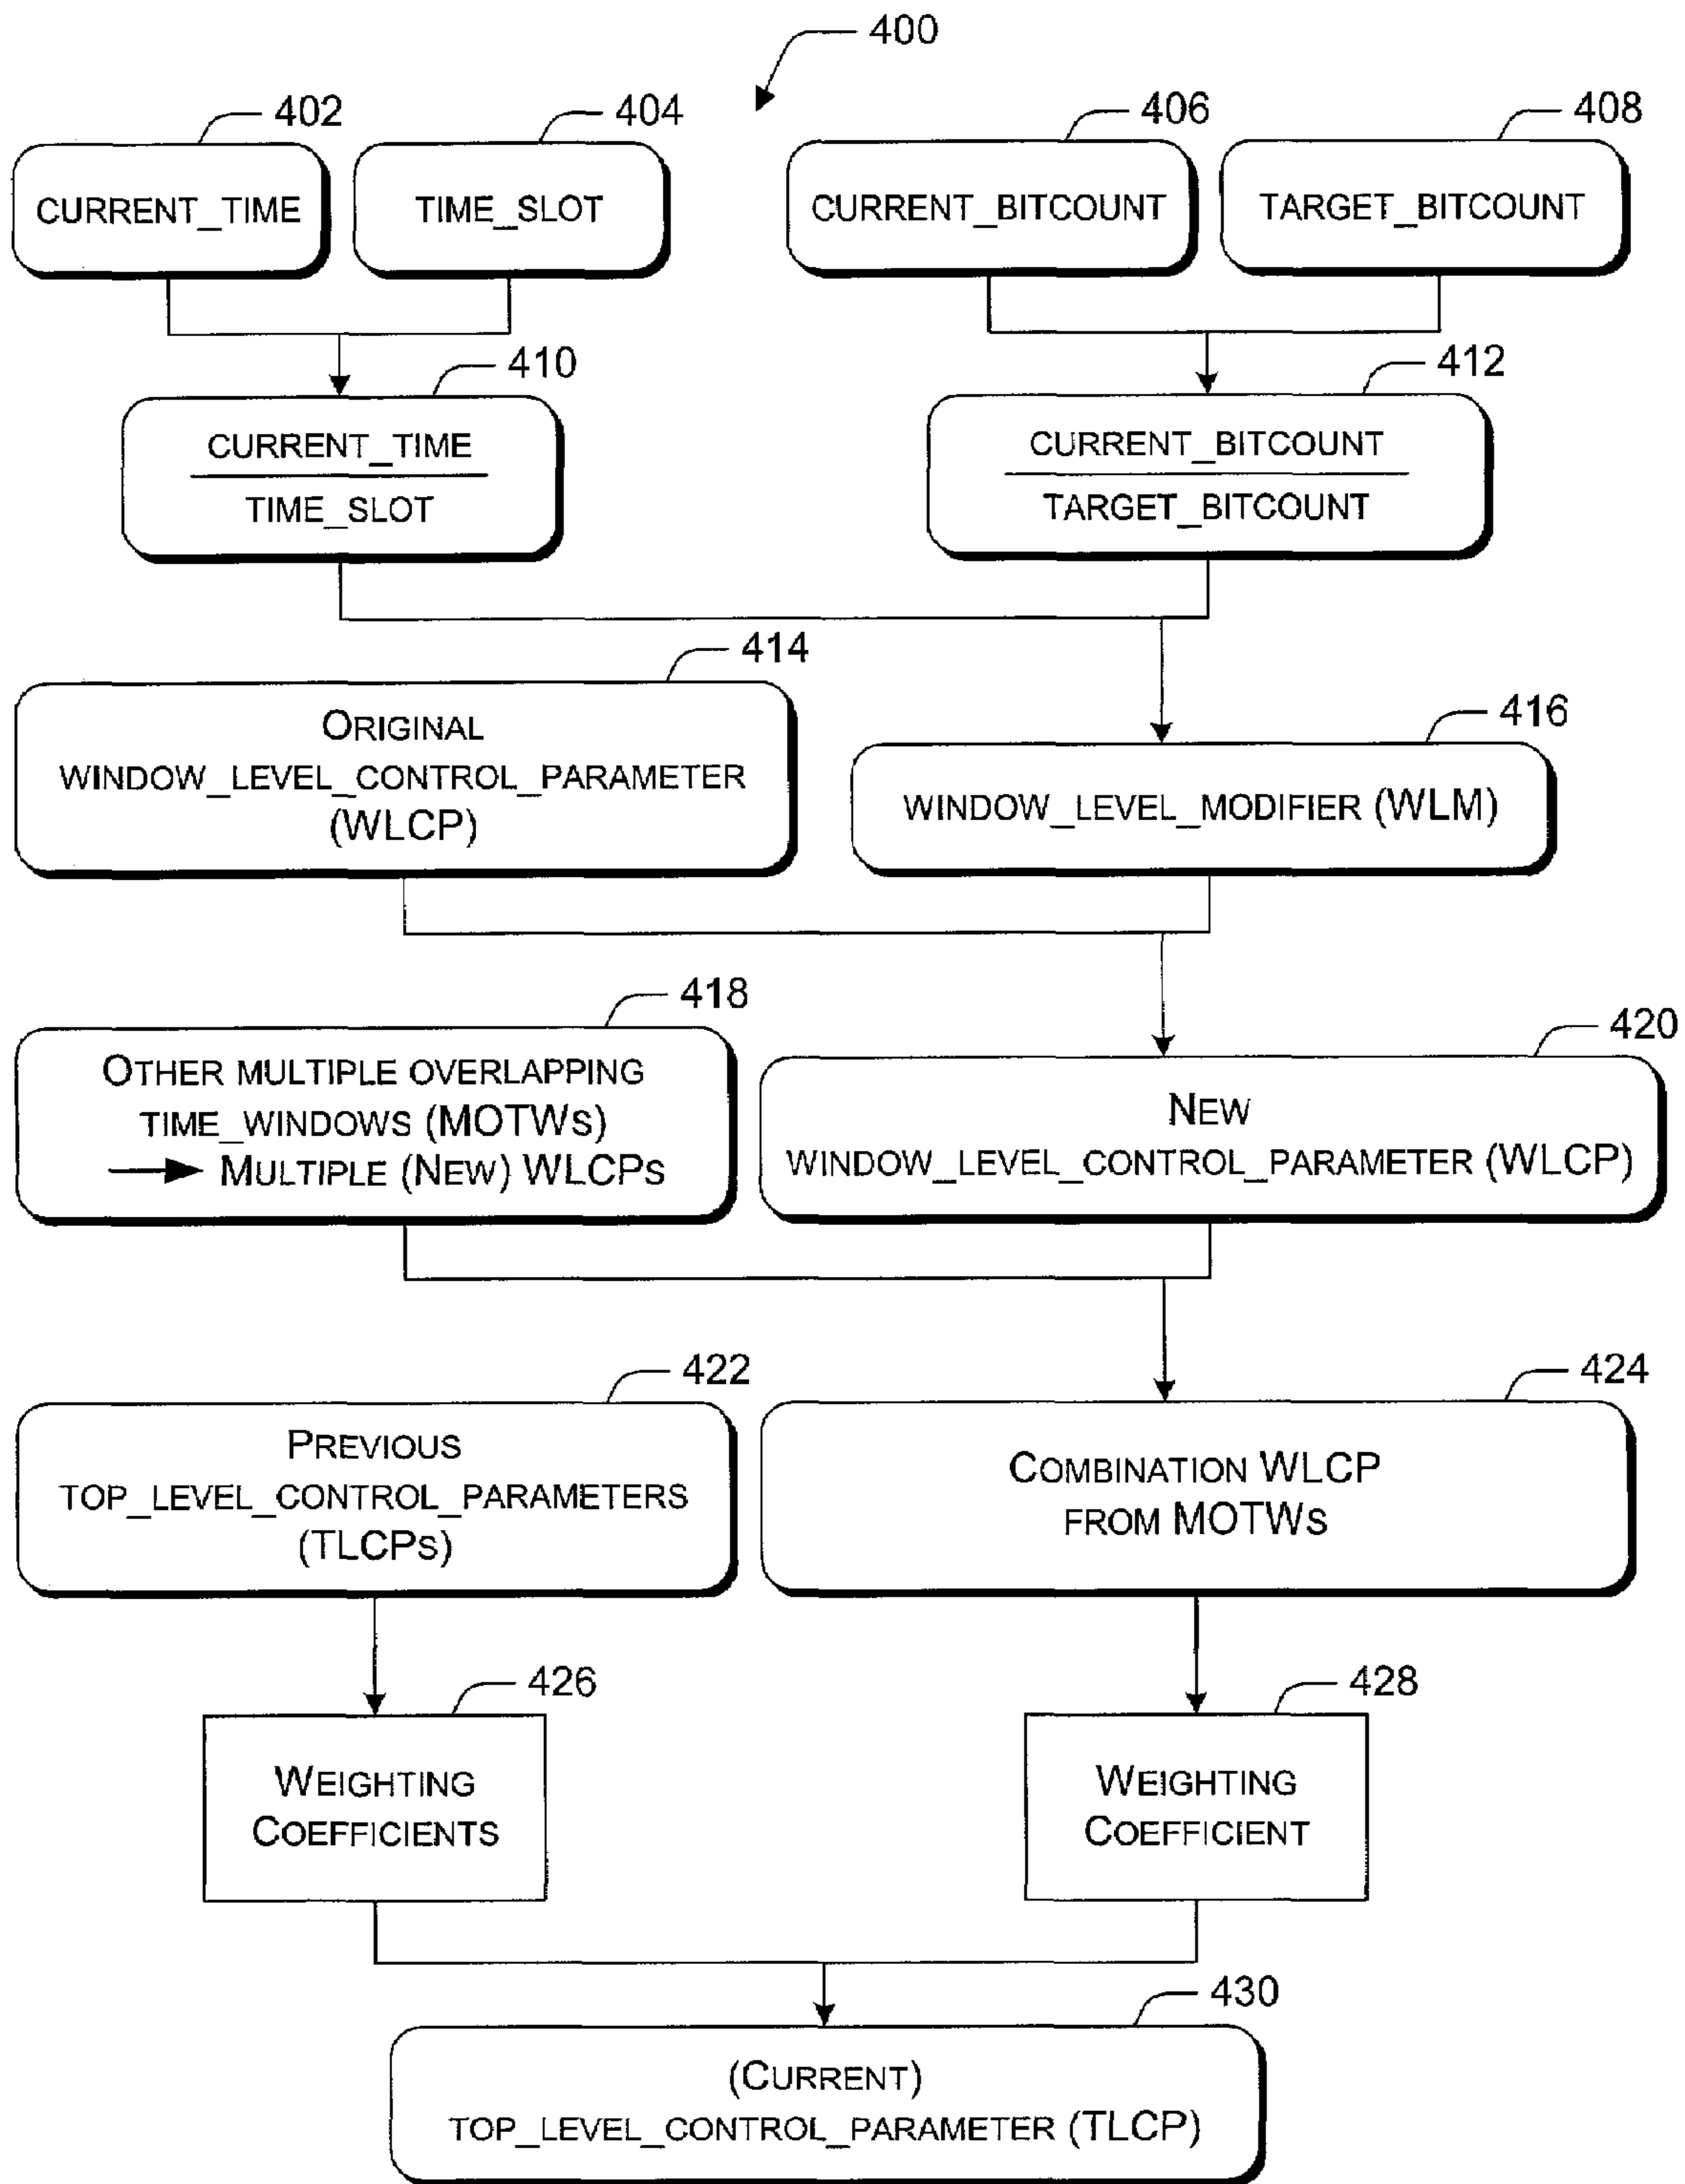 400
402
404
406
408
CURRENT_TIME
TIME_SLOT
CURRENT_BITCOUNT
TARGET_BITCOUNT
410
412
CURRENT_TIME
TIME_SLOT
CURRENT_BITCOUNT
TARGET_BITCOUNT
414
ORIGINAL
WINDOW_LEVEL_CONTROL_PARAMETER
(WLCP)
416
WINDOW_LEVEL_MODIFIER (WLM)
418
OTHER MULTIPLE OVERLAPPING
TIME_WINDOWS (MOTWS)
MULTIPLE (NEW) WLCPS
420
NEW
WINDOW_LEVEL_CONTROL_PARAMETER (WLCP)
422
PREVIOUS
TOP_LEVEL_CONTROL_PARAMETERS
(TLCPS)
424
COMBINATION WLCP
FROM MOTWS
426
WEIGHTING
COEFFICIENTS
428
WEIGHTING
COEFFICIENT
430
(CURRENT)
TOP_LEVEL_CONTROL_PARAMETER (TLCP)